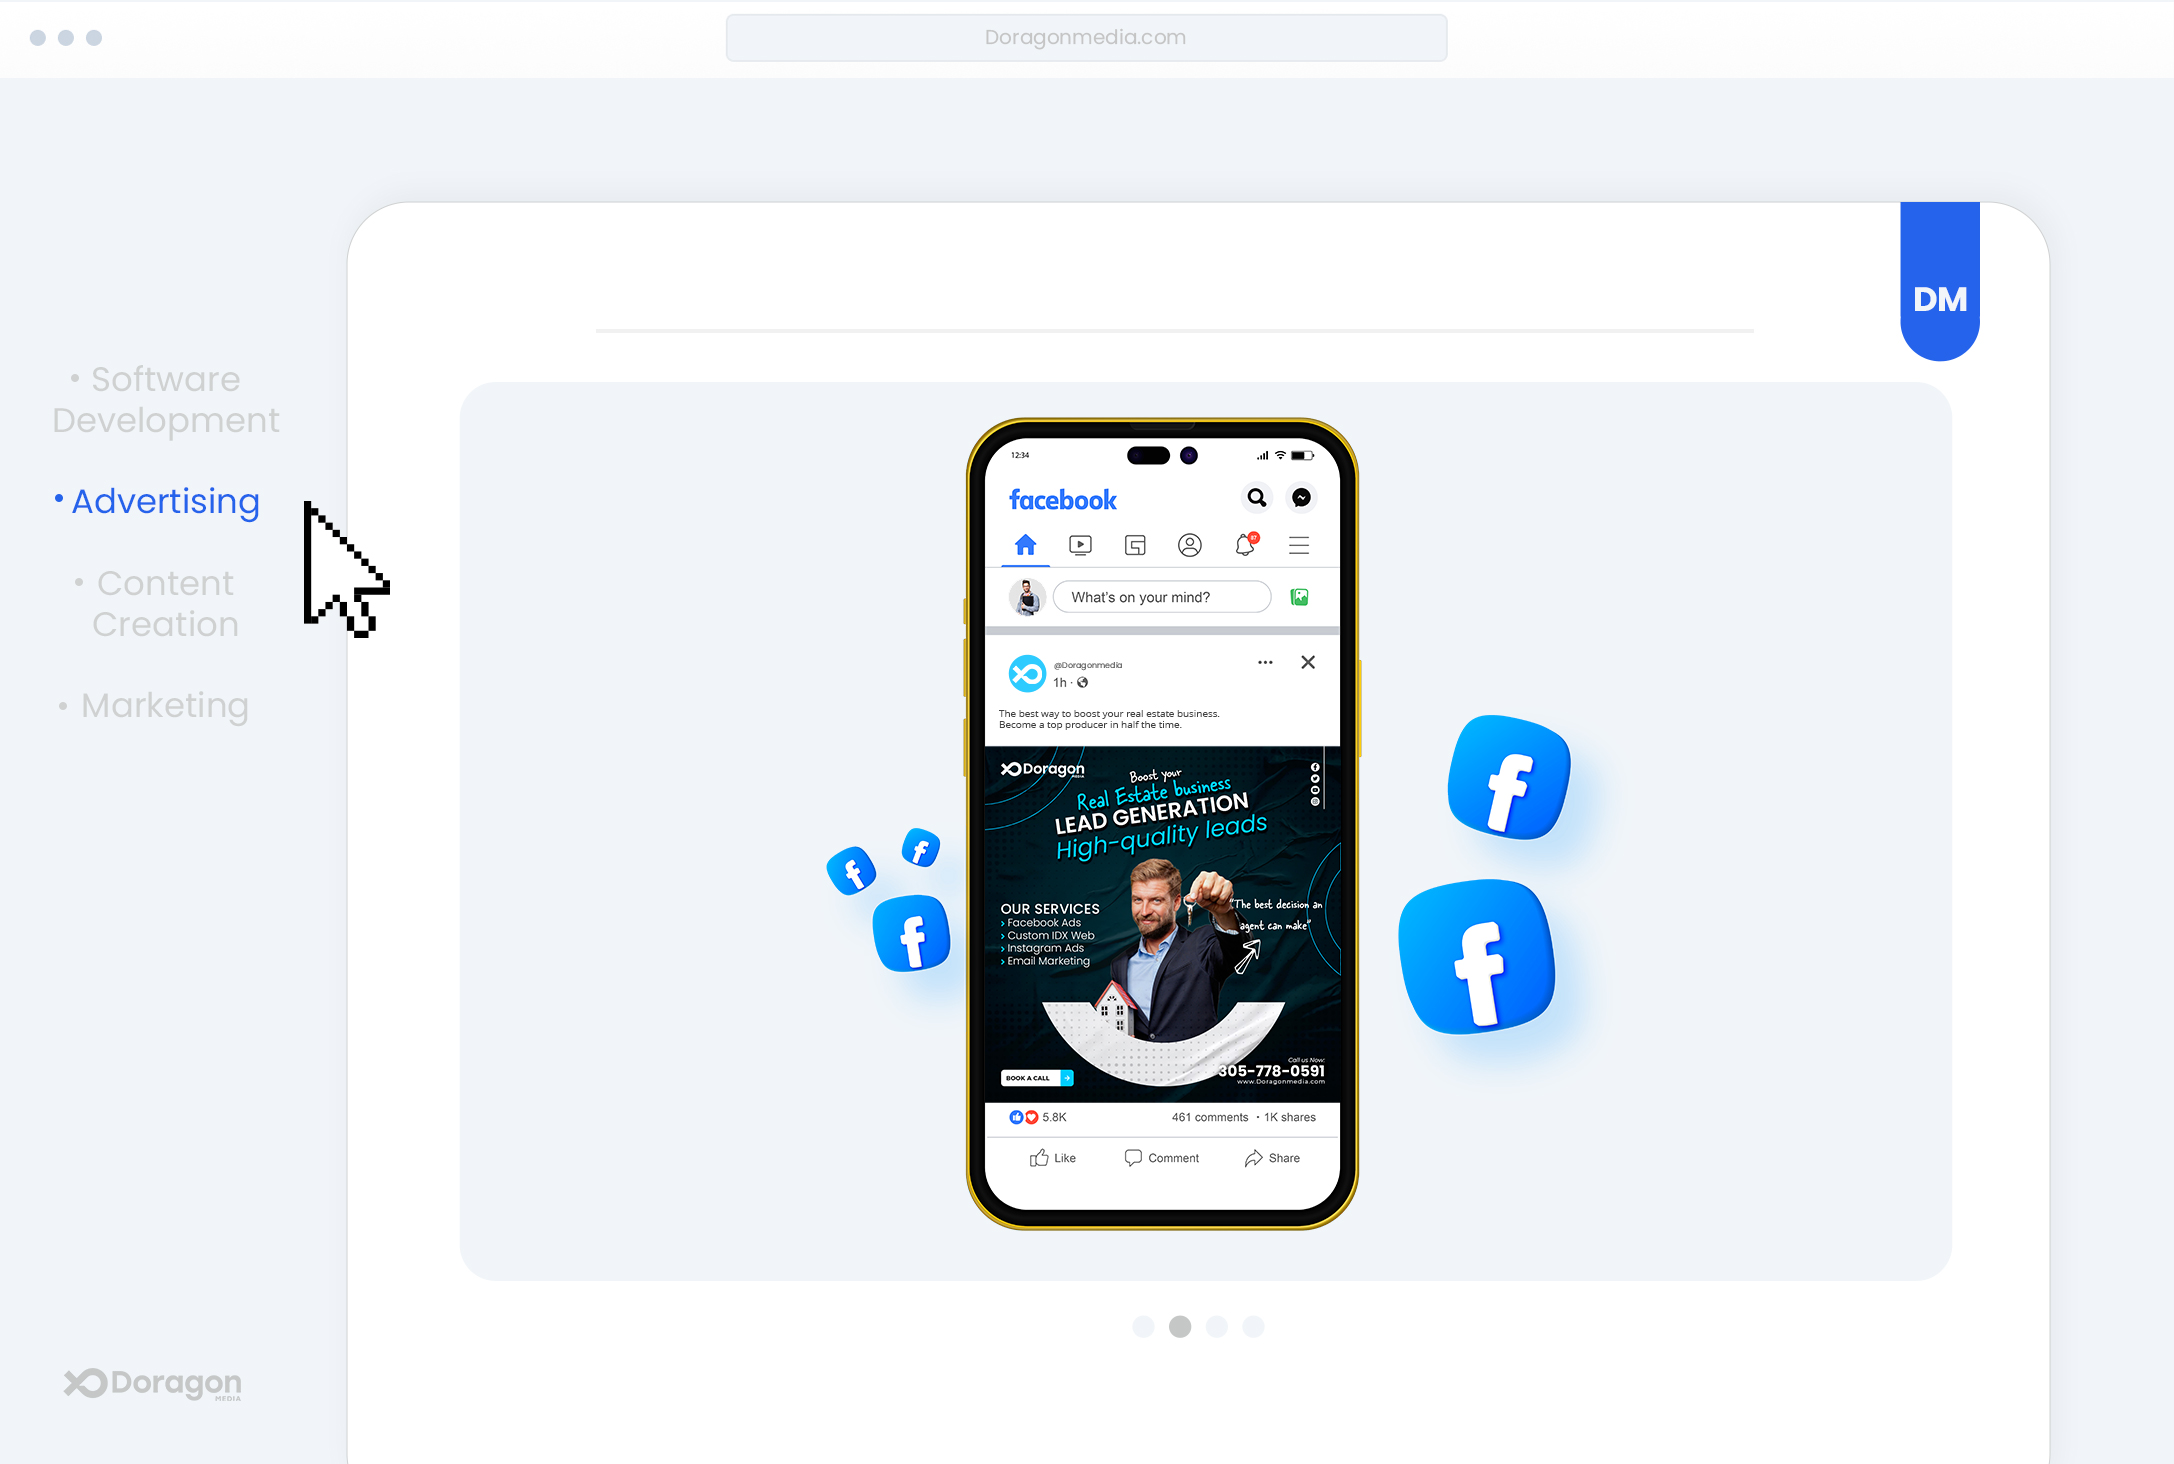 Doragonmedia.com
DM
• Software
Development
• Advertising
• Content
Creation
• Marketing
Doragon
MEDIA
12:34
facebook
What's on your mind?
@Doragonmedia
1h ·
The best way to boost your real estate business.
Become a top producer in half the time.
Doragon
MEDIA
Boost your
Real Estate business
LEAD GENERATION
High-quality leads
OUR SERVICES
› Facebook Ads
› Custom IDX Web
› Instagram Ads
› Email Marketing
"The best decision an
agent can make"
BOOK A CALL
Call us Now:
305-778-0591
www.Doragonmedia.com
5.8K
461 comments · 1K shares
Like
Comment
Share